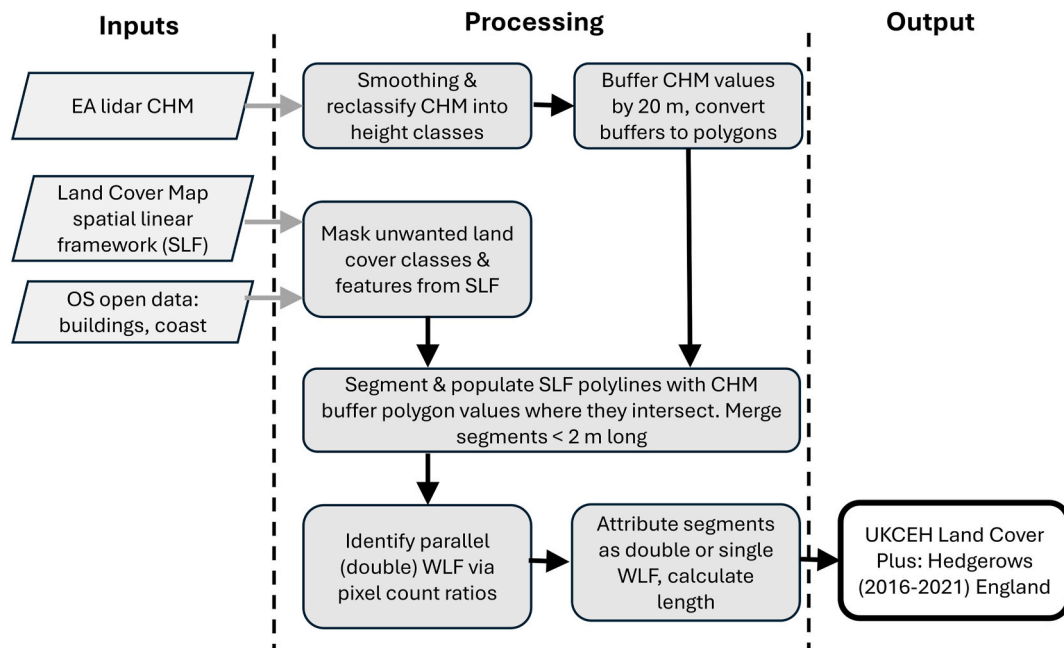 Inputs
Processing
Output
EA lidar CHM
Smoothing &
reclassify CHM into
height classes
Buffer CHM values
by 20 m, convert
buffers to polygons
Land Cover Map
spatial linear
framework (SLF)
Mask unwanted land
cover classes &
features from SLF
OS open data:
buildings, coast
Segment & populate SLF polylines with CHM
buffer polygon values where they intersect. Merge
segments < 2 m long
Identify parallel
(double) WLF via
pixel count ratios
Attribute segments
as double or single
WLF, calculate
length
UKCEH Land Cover
Plus: Hedgerows
(2016-2021) England